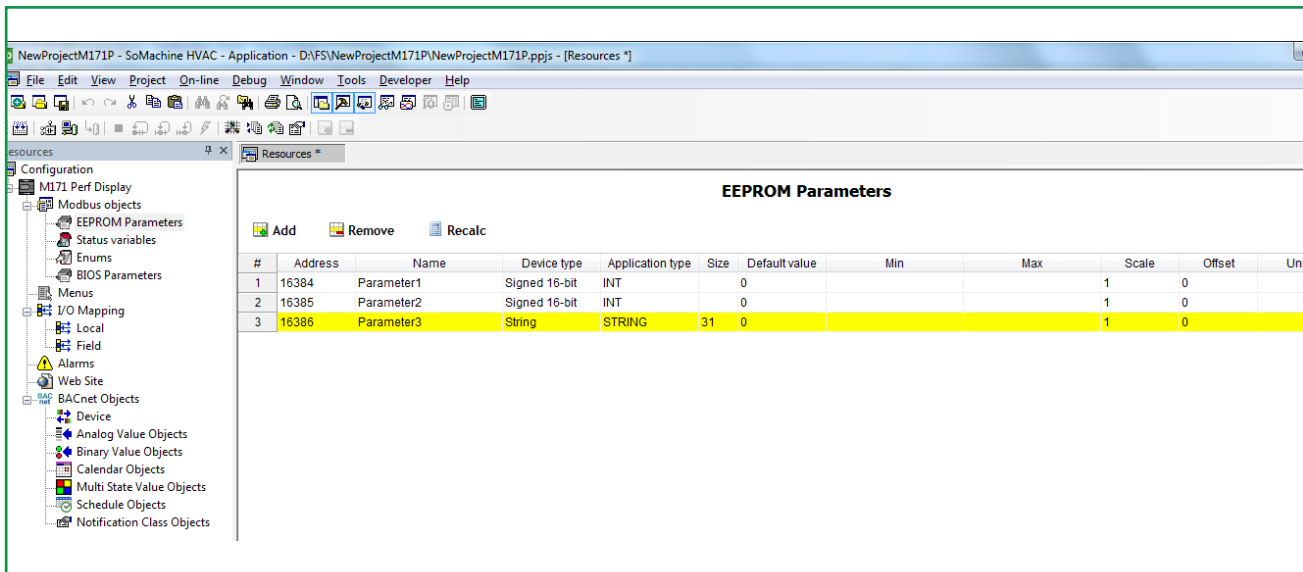 NewProjectM171P - SoMachine HVAC - Application - D:\FS\NewProjectM171P\NewProjectM171P.ppjs - [Resources *]
File Edit View Project On-line Debug Window Tools Developer Help
esources
Resources *
Configuration
M171 Perf Display
Modbus objects
EEPROM Parameters
Status variables
Enums
BIOS Parameters
Menus
I/O Mapping
Local
Field
Alarms
Web Site
BAC net BACnet Objects
Device
Analog Value Objects
Binary Value Objects
Calendar Objects
Multi State Value Objects
Schedule Objects
Notification Class Objects
EEPROM Parameters
Add Remove Recalc
# Address Name Device type Application type Size Default value Min Max Scale Offset Uni
1 16384 Parameter1 Signed 16-bit INT 0 1 0
2 16385 Parameter2 Signed 16-bit INT 0 1 0
3 16386 Parameter3 String STRING 31 0 1 0